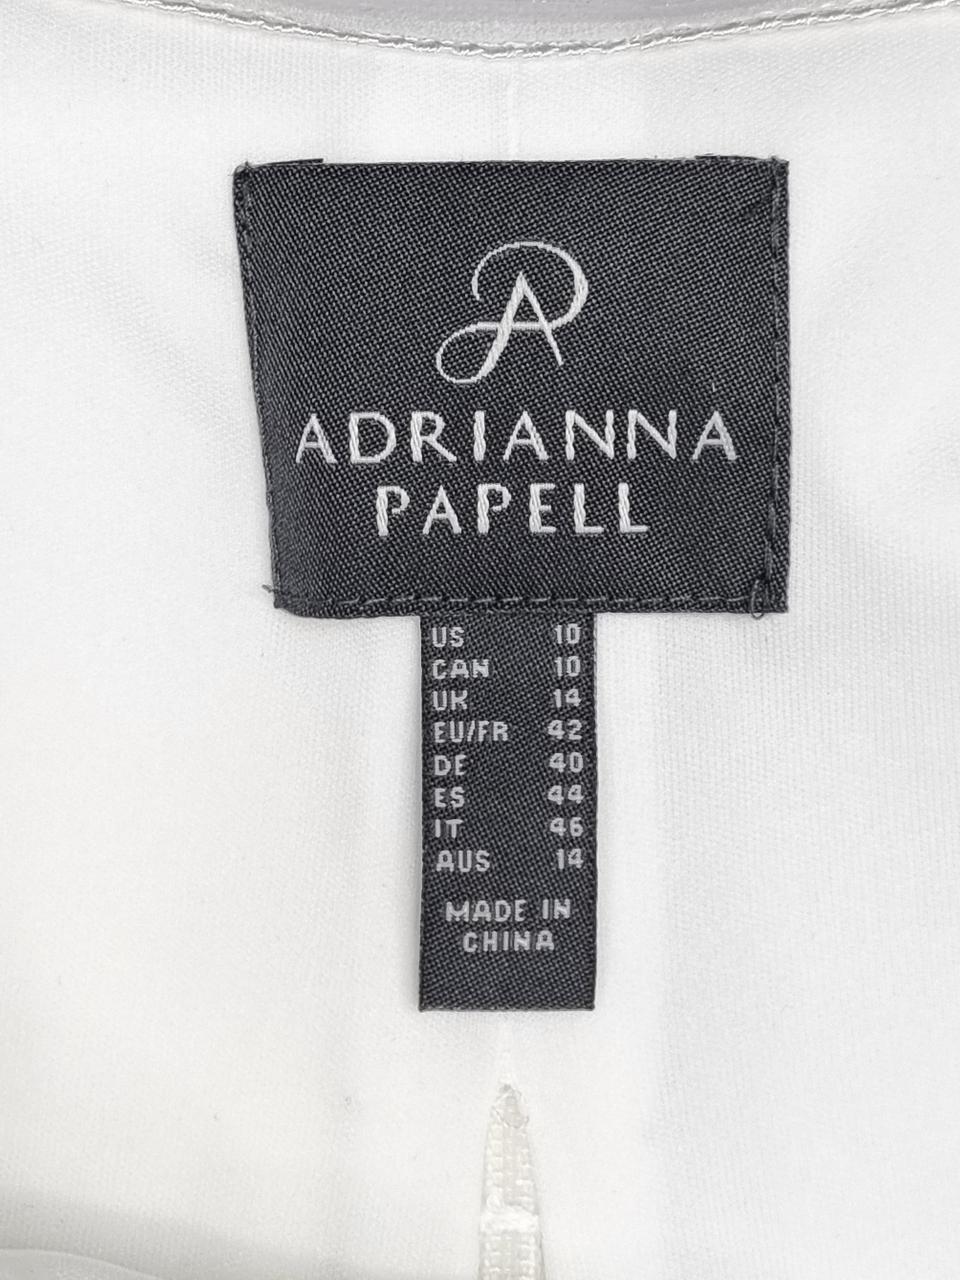 ADRIANNA
PAPELL
US 10
CAN 10
UK 14
EU/FR 42
DE 40
ES 44
IT 46
AUS 14
MADE IN
CHINA